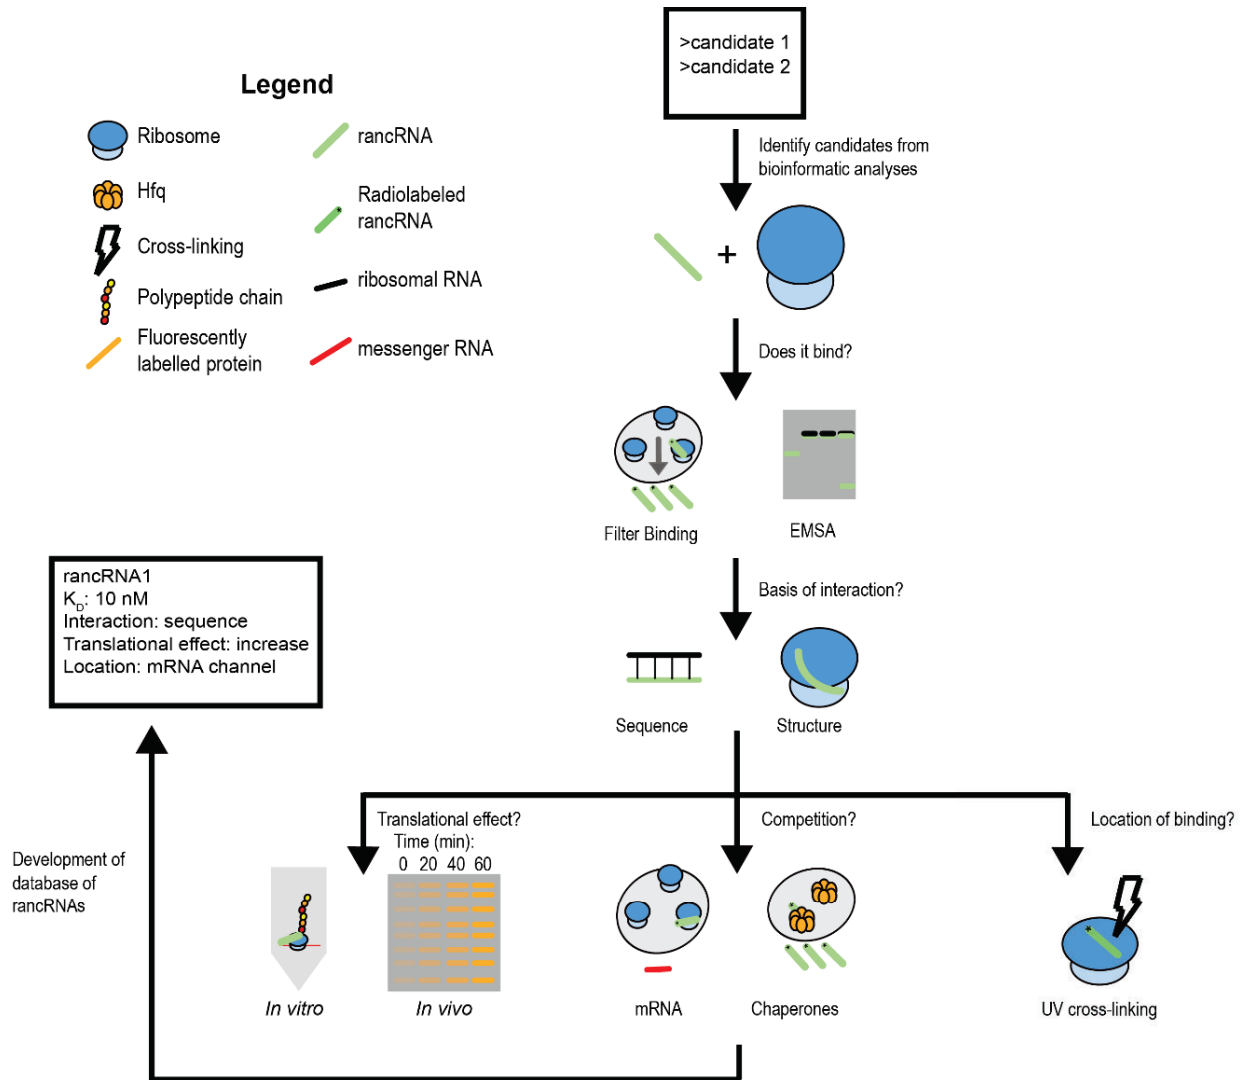 >candidate 1
>candidate 2
Legend
Ribosome
rancRNA
Hfq
Radiolabeled
rancRNA
Cross-linking
ribosomal RNA
Polypeptide chain
Fluorescently
labelled protein
messenger RNA
Identify candidates from
bioinformatic analyses
+
Does it bind?
Filter Binding
EMSA
Basis of interaction?
Sequence
Structure
rancRNA1
KD: 10 nM
Interaction: sequence
Translational effect: increase
Location: mRNA channel
Translational effect?
Time (min):
0 20 40 60
Competition?
Location of binding?
Development of
database of
rancRNAs
In vitro
In vivo
mRNA
Chaperones
UV cross-linking